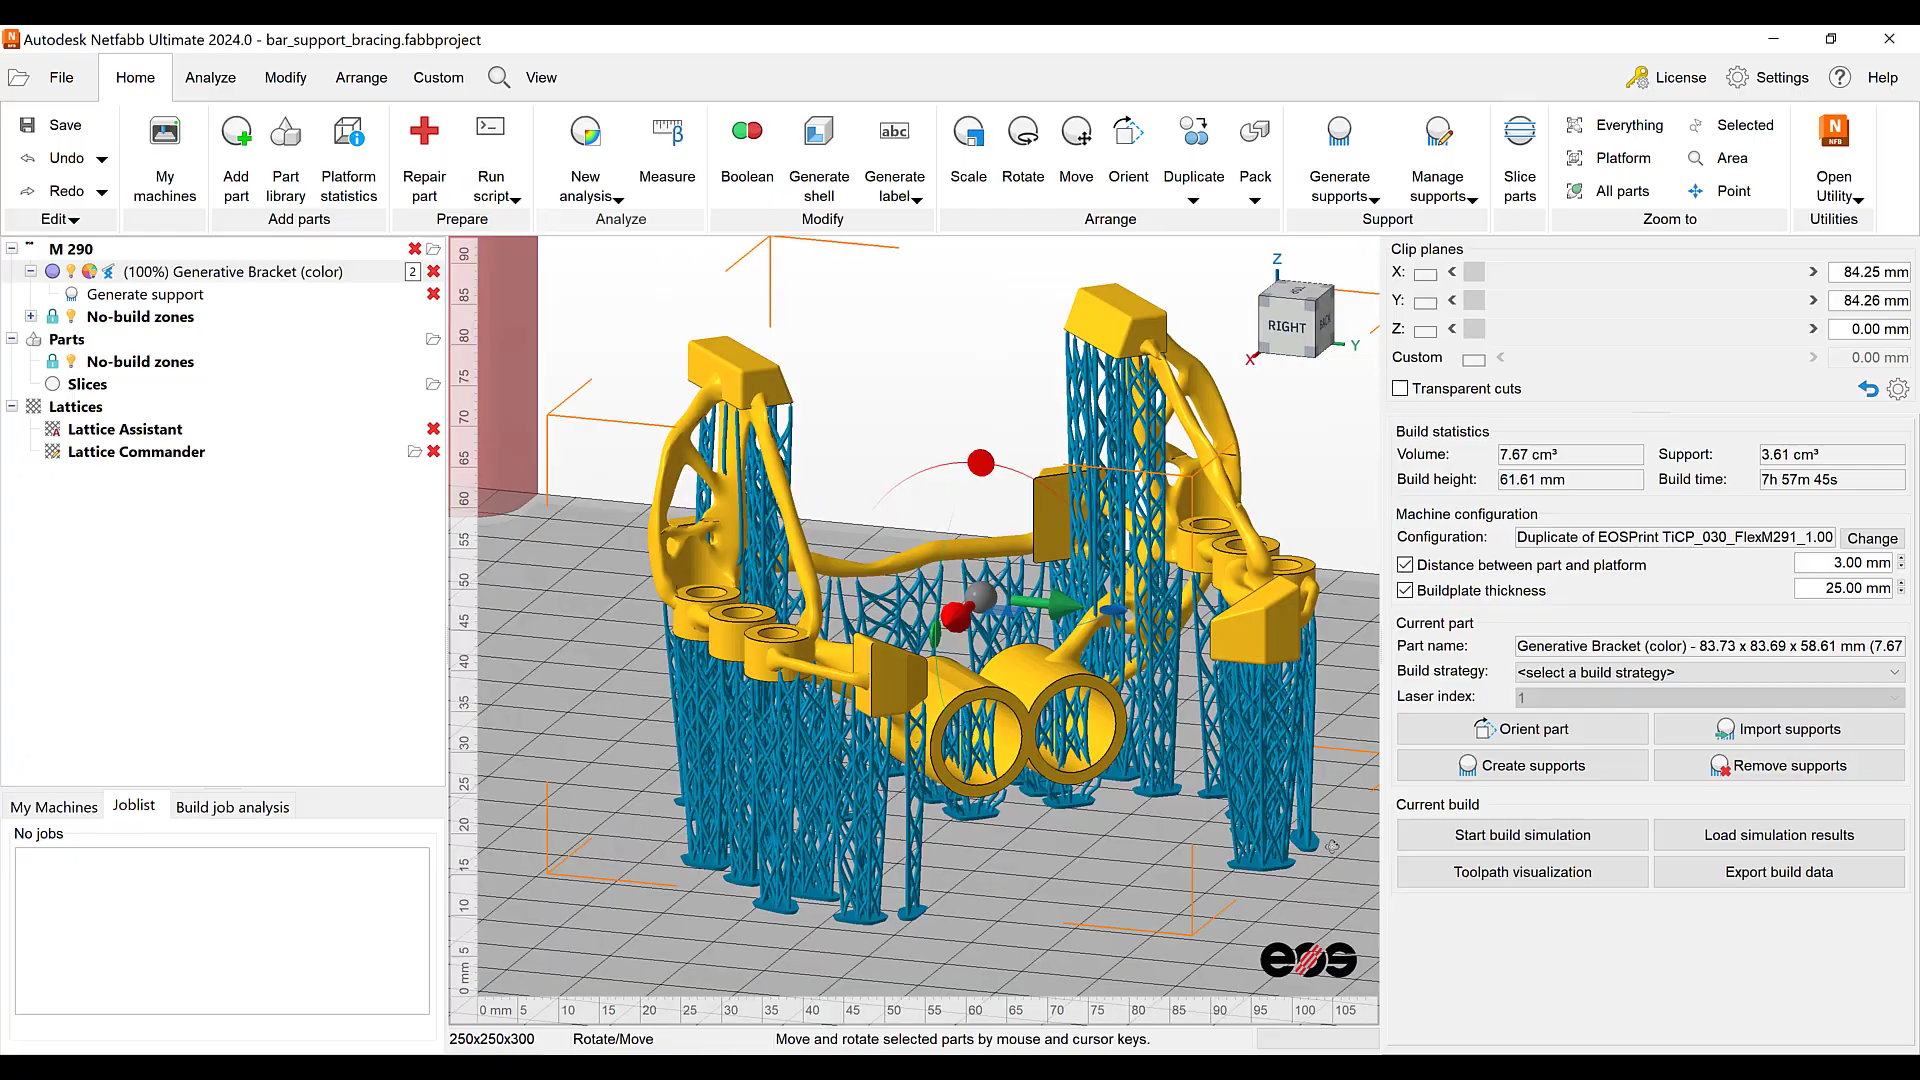 Autodesk Netfabb Ultimate 2024.0 - bar_support_bracing.fabbproject
File Home Analyze Modify Arrange Custom View License Settings Help
Save
Undo
Redo
Edit
My machines
Add part
Part library
Platform statistics
Add parts
Repair part
Run script
Prepare
New analysis
Measure
Analyze
Boolean
Generate shell
abc
Generate label
Modify
Scale
Rotate
Move
Orient
Duplicate
Pack
Arrange
Generate supports
Manage supports
Support
Slice parts
Everything Selected
Platform Area
All parts Point
Zoom to
Open Utility
Utilities
M 290
(100%) Generative Bracket (color) 2
Generate support
No-build zones
Parts
No-build zones
Slices
Lattices
Lattice Assistant
Lattice Commander
My Machines Joblist Build job analysis
No jobs
90
85
80
75
70
65
60
55
50
45
40
35
30
25
20
15
10
5
0 mm
0 mm 5 10 15 20 25 30 35 40 45 50 55 60 65 70 75 80 85 90 95 100 105
Z
RIGHT
BACK
X
Y
eos
250x250x300 Rotate/Move Move and rotate selected parts by mouse and cursor keys.
Clip planes
X: 84.25 mm
Y: 84.26 mm
Z: 0.00 mm
Custom 0.00 mm
Transparent cuts
Build statistics
Volume: 7.67 cm³ Support: 3.61 cm³
Build height: 61.61 mm Build time: 7h 57m 45s
Machine configuration
Configuration: Duplicate of EOSPrint TiCP_030_FlexM291_1.00 Change
Distance between part and platform 3.00 mm
Buildplate thickness 25.00 mm
Current part
Part name: Generative Bracket (color) - 83.73 x 83.69 x 58.61 mm (7.67
Build strategy: <select a build strategy>
Laser index: 1
Orient part Import supports
Create supports Remove supports
Current build
Start build simulation Load simulation results
Toolpath visualization Export build data